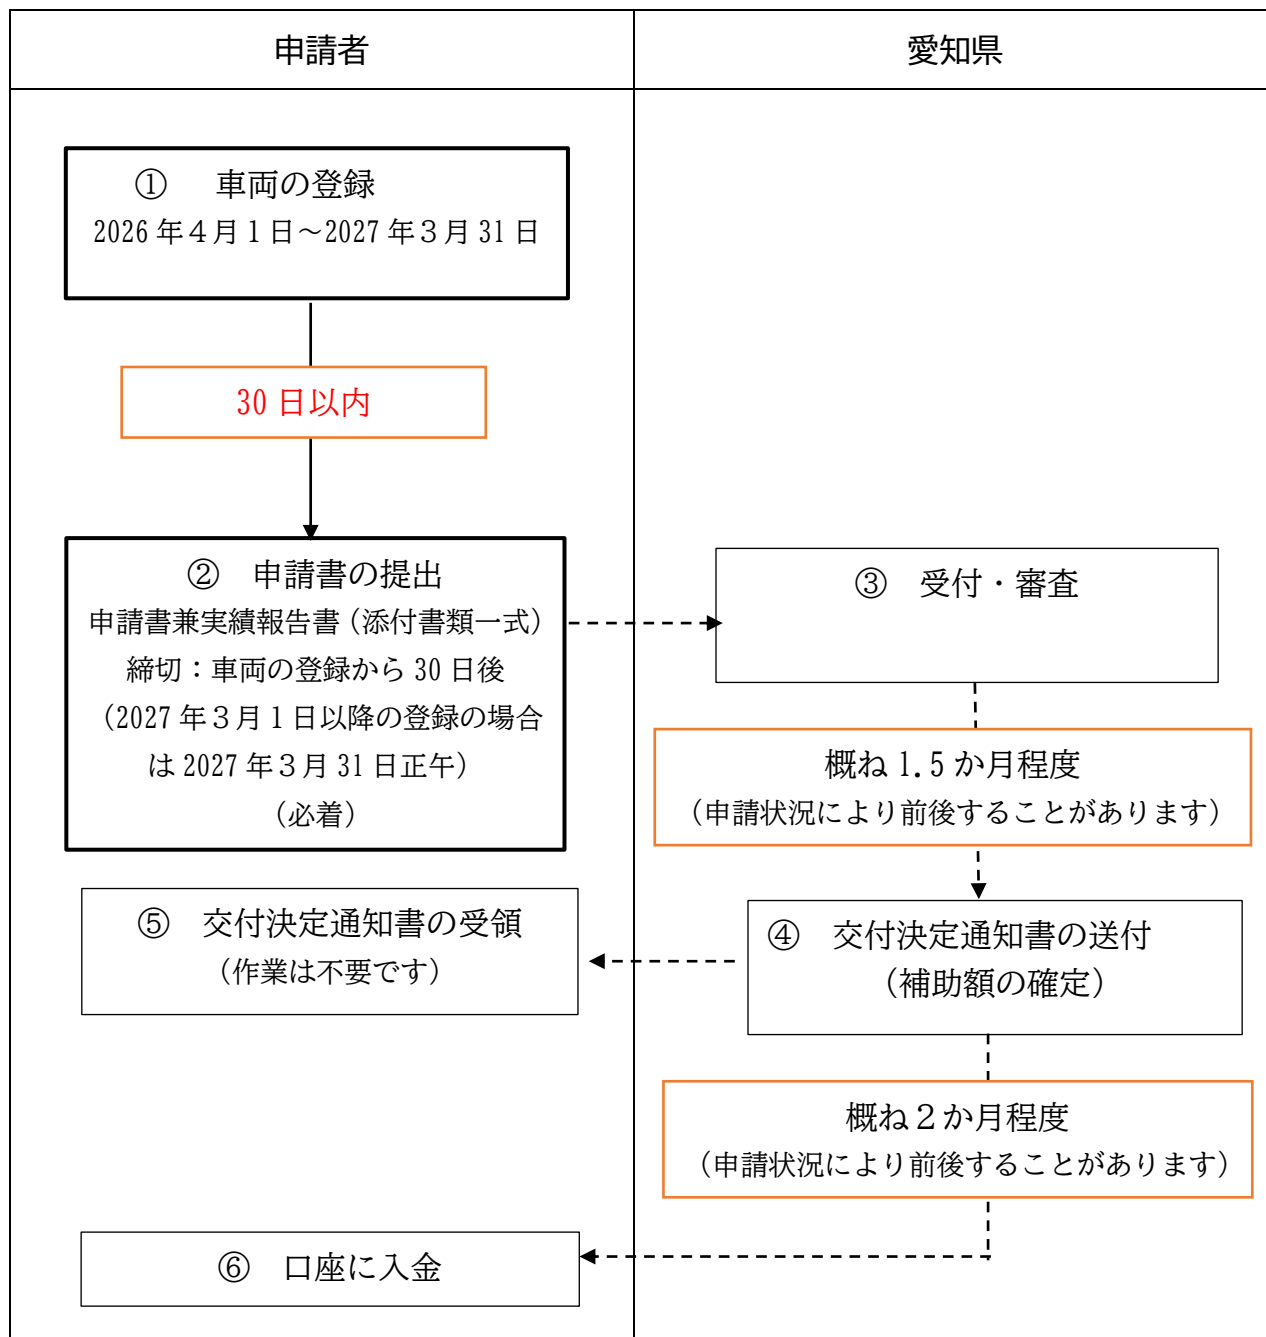 申請者
愛知県
① 車両の登録
2026年４月１日～2027年３月31日
30日以内
② 申請書の提出
申請書兼実績報告書（添付書類一式）
締切：車両の登録から30日後
（2027年３月１日以降の登録の場合
は2027年３月31日正午）
（必着）
③ 受付・審査
概ね1.5か月程度
（申請状況により前後することがあります）
④ 交付決定通知書の送付
（補助額の確定）
⑤ 交付決定通知書の受領
（作業は不要です）
概ね２か月程度
（申請状況により前後することがあります）
⑥ 口座に入金